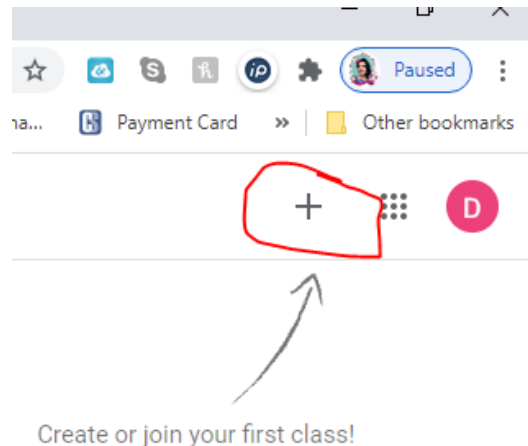 Paused
na... Payment Card » Other bookmarks
D
Create or join your first class!